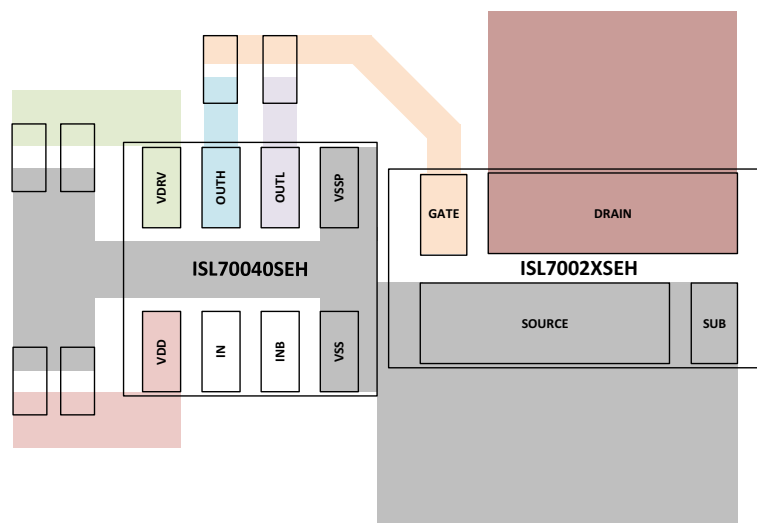 VDRV
OUTH
OUTL
VSSP
GATE
DRAIN
ISL70040SEH
ISL7002XSEH
VDD
IN
INB
VSS
SOURCE
SUB